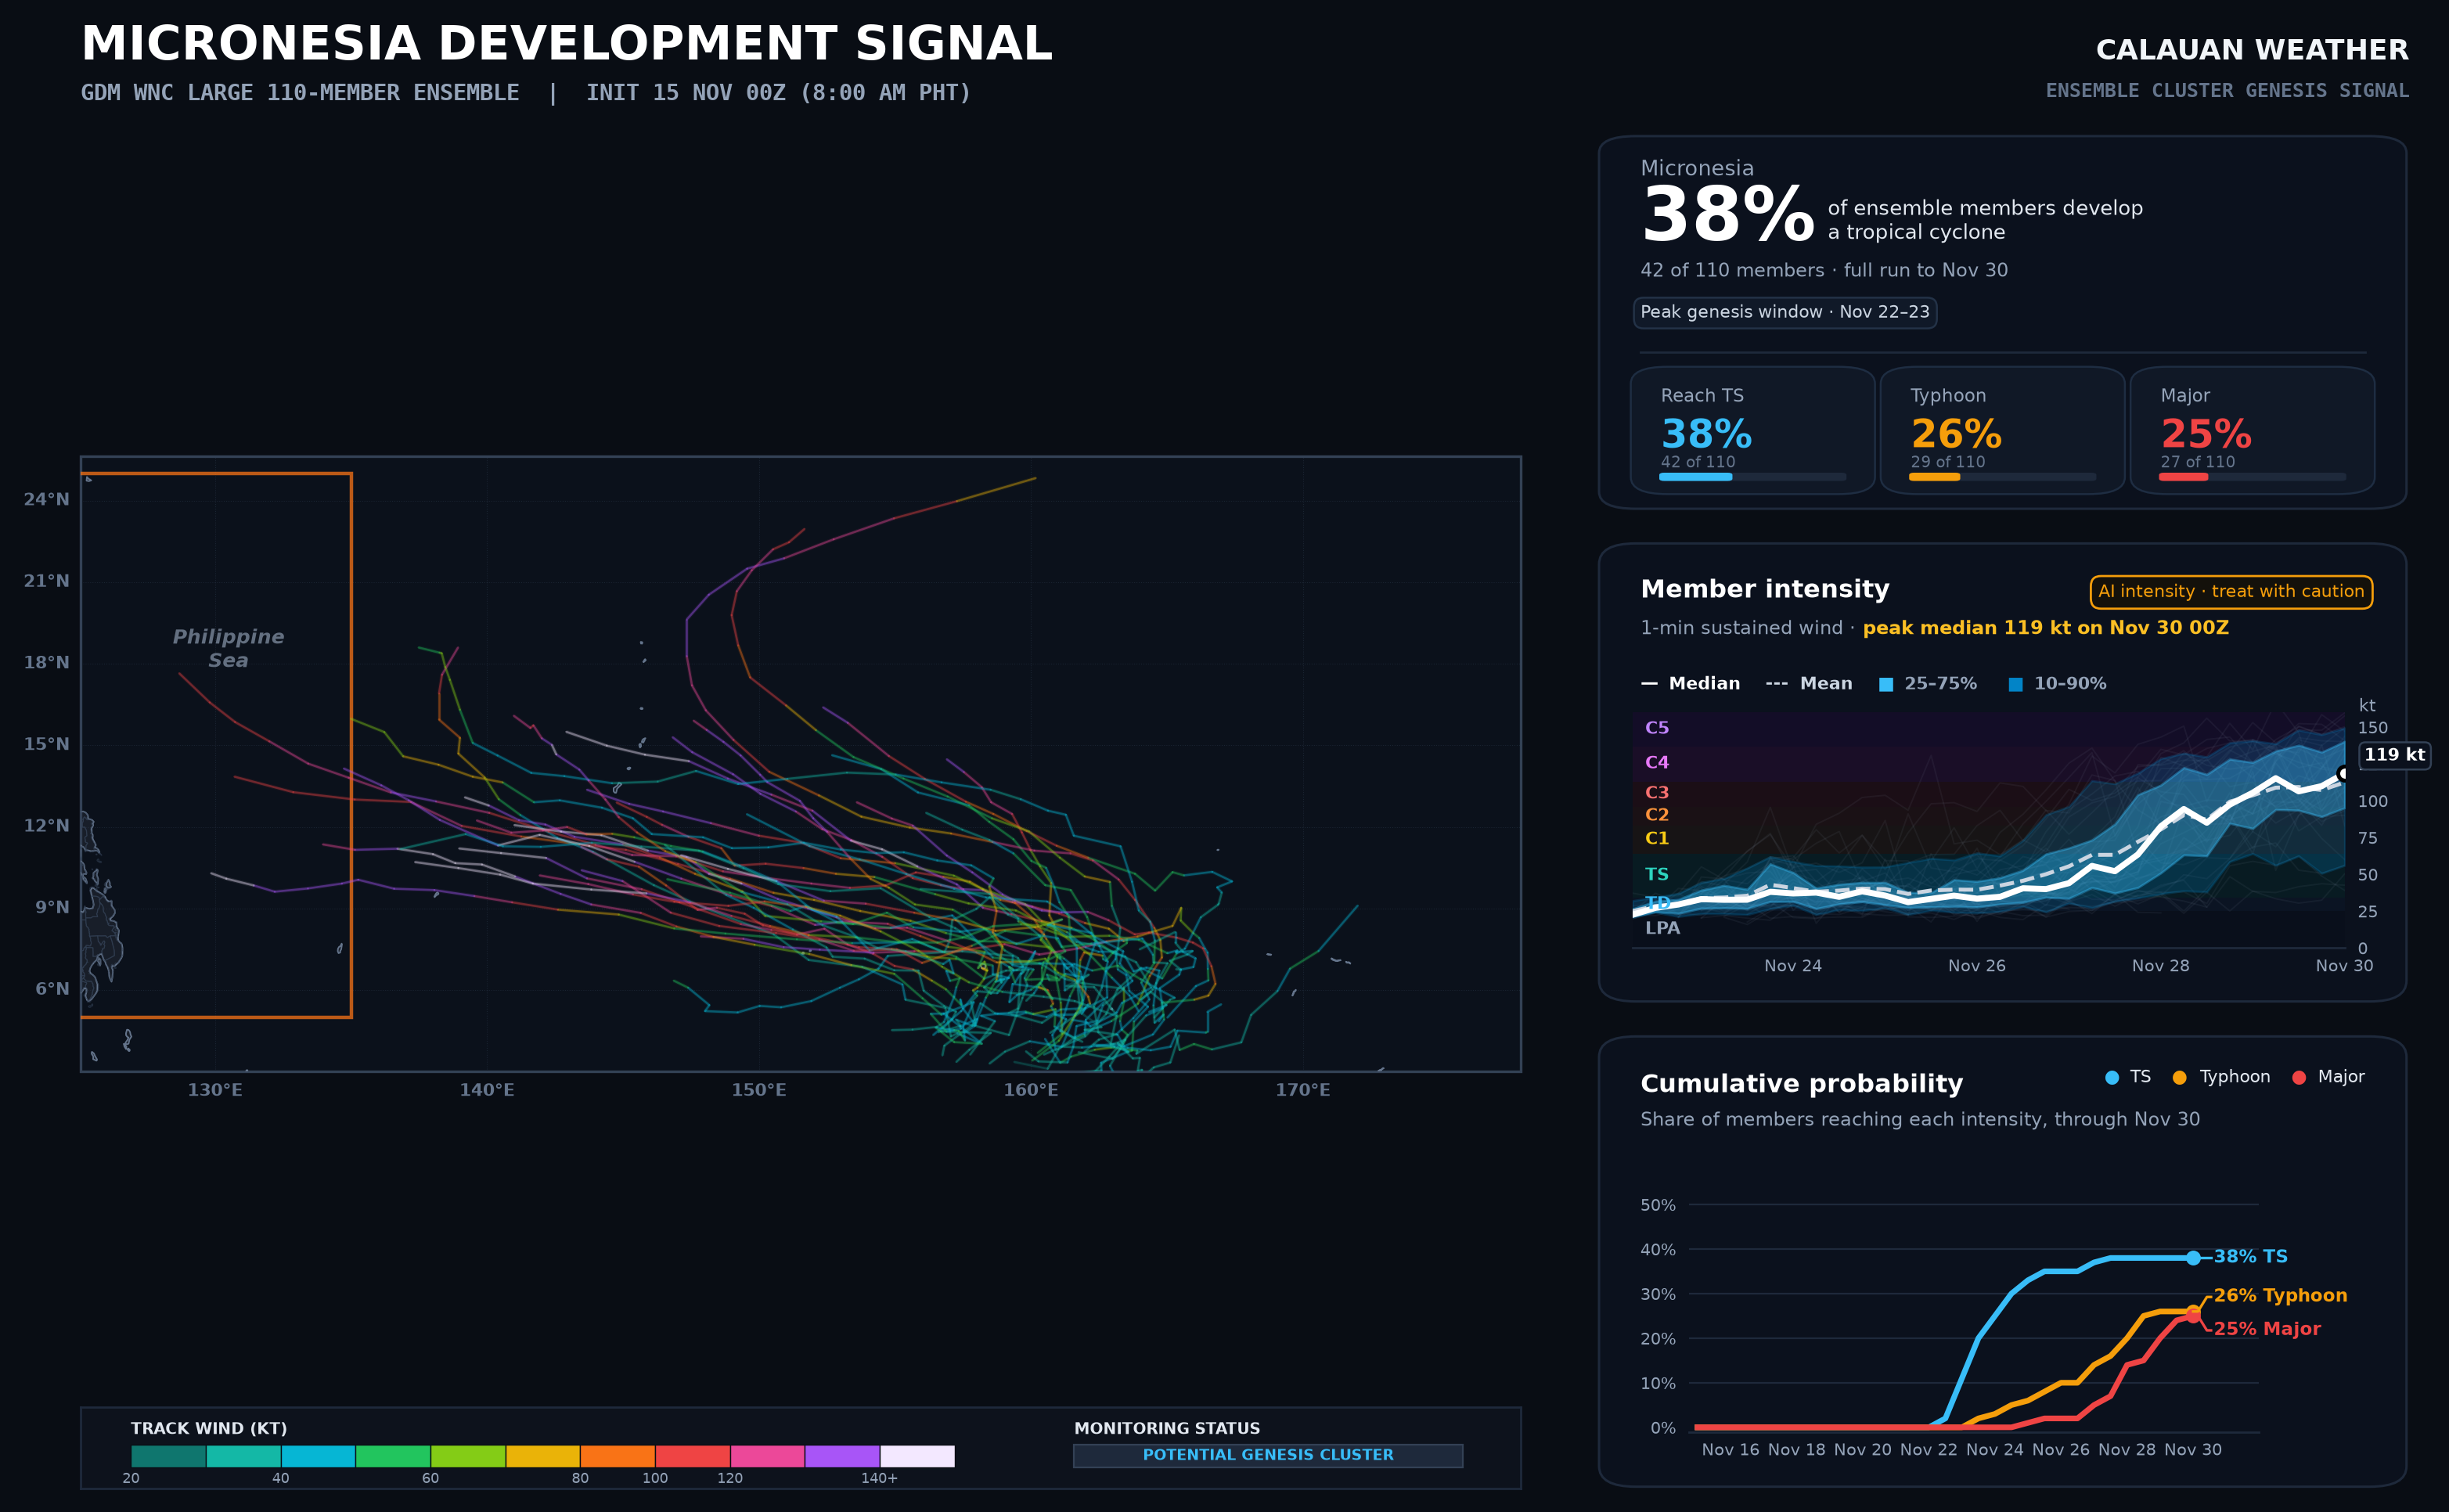 MICRONESIA DEVELOPMENT SIGNAL
GDM WNC LARGE 110-MEMBER ENSEMBLE | INIT 15 NOV 00Z (8:00 AM PHT)
CALAUAN WEATHER
ENSEMBLE CLUSTER GENESIS SIGNAL
24°N
21°N
18°N
15°N
12°N
9°N
6°N
Philippine
Sea
130°E
140°E
150°E
160°E
170°E
TRACK WIND (KT)
20
40
60
80
100
120
140+
MONITORING STATUS
POTENTIAL GENESIS CLUSTER
Micronesia
38%
of ensemble members develop
a tropical cyclone
42 of 110 members · full run to Nov 30
Peak genesis window · Nov 22–23
Reach TS
38%
42 of 110
Typhoon
26%
29 of 110
Major
25%
27 of 110
Member intensity
AI intensity · treat with caution
1-min sustained wind · peak median 119 kt on Nov 30 00Z
Median
Mean
25–75%
10–90%
kt
150
119 kt
100
75
50
25
0
C5
C4
C3
C2
C1
TS
TD
LPA
Nov 24
Nov 26
Nov 28
Nov 30
Cumulative probability
TS
Typhoon
Major
Share of members reaching each intensity, through Nov 30
50%
40%
30%
20%
10%
0%
38% TS
26% Typhoon
25% Major
Nov 16
Nov 18
Nov 20
Nov 22
Nov 24
Nov 26
Nov 28
Nov 30